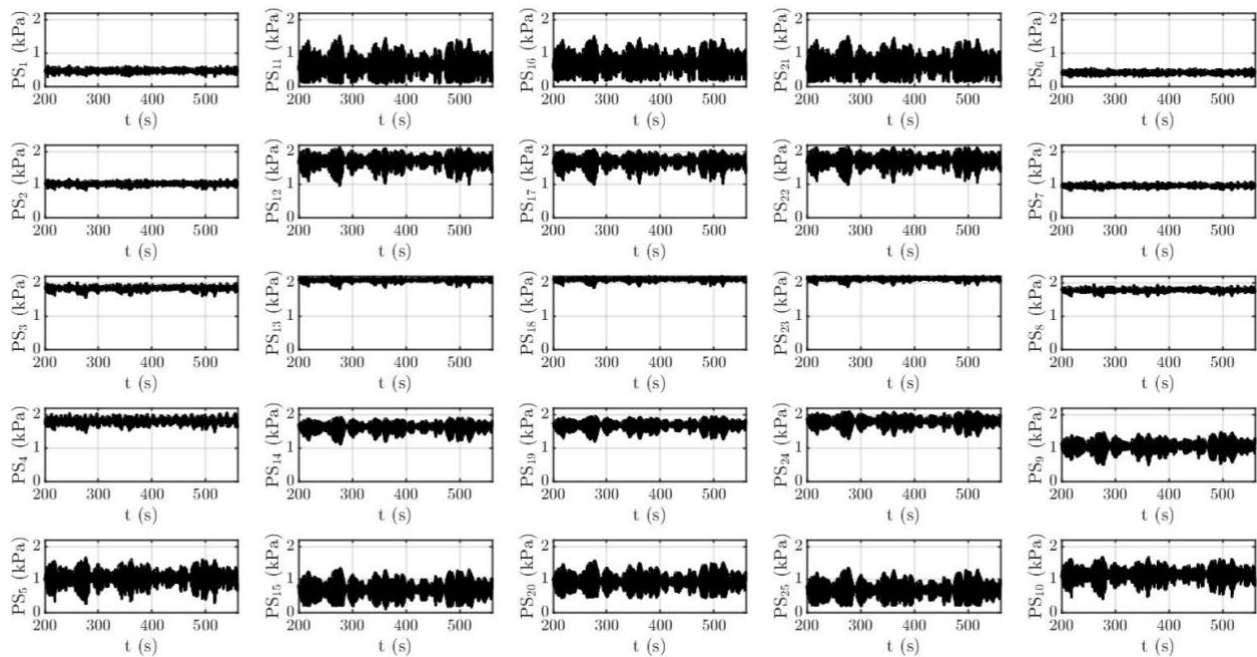 PS1 (kPa) 2 1 0 200 300 400 500 t (s)
PS11 (kPa) 2 1 0 200 300 400 500 t (s)
PS16 (kPa) 2 1 0 200 300 400 500 t (s)
PS21 (kPa) 2 1 0 200 300 400 500 t (s)
PS6 (kPa) 2 1 0 200 300 400 500 t (s)
PS2 (kPa) 2 1 0 200 300 400 500 t (s)
PS12 (kPa) 2 1 0 200 300 400 500 t (s)
PS17 (kPa) 2 1 0 200 300 400 500 t (s)
PS22 (kPa) 2 1 0 200 300 400 500 t (s)
PS7 (kPa) 2 1 0 200 300 400 500 t (s)
PS3 (kPa) 2 1 0 200 300 400 500 t (s)
PS13 (kPa) 2 1 0 200 300 400 500 t (s)
PS18 (kPa) 2 1 0 200 300 400 500 t (s)
PS23 (kPa) 2 1 0 200 300 400 500 t (s)
PS8 (kPa) 2 1 0 200 300 400 500 t (s)
PS4 (kPa) 2 1 0 200 300 400 500 t (s)
PS14 (kPa) 2 1 0 200 300 400 500 t (s)
PS19 (kPa) 2 1 0 200 300 400 500 t (s)
PS24 (kPa) 2 1 0 200 300 400 500 t (s)
PS9 (kPa) 2 1 0 200 300 400 500 t (s)
PS5 (kPa) 2 1 0 200 300 400 500 t (s)
PS15 (kPa) 2 1 0 200 300 400 500 t (s)
PS20 (kPa) 2 1 0 200 300 400 500 t (s)
PS25 (kPa) 2 1 0 200 300 400 500 t (s)
PS10 (kPa) 2 1 0 200 300 400 500 t (s)